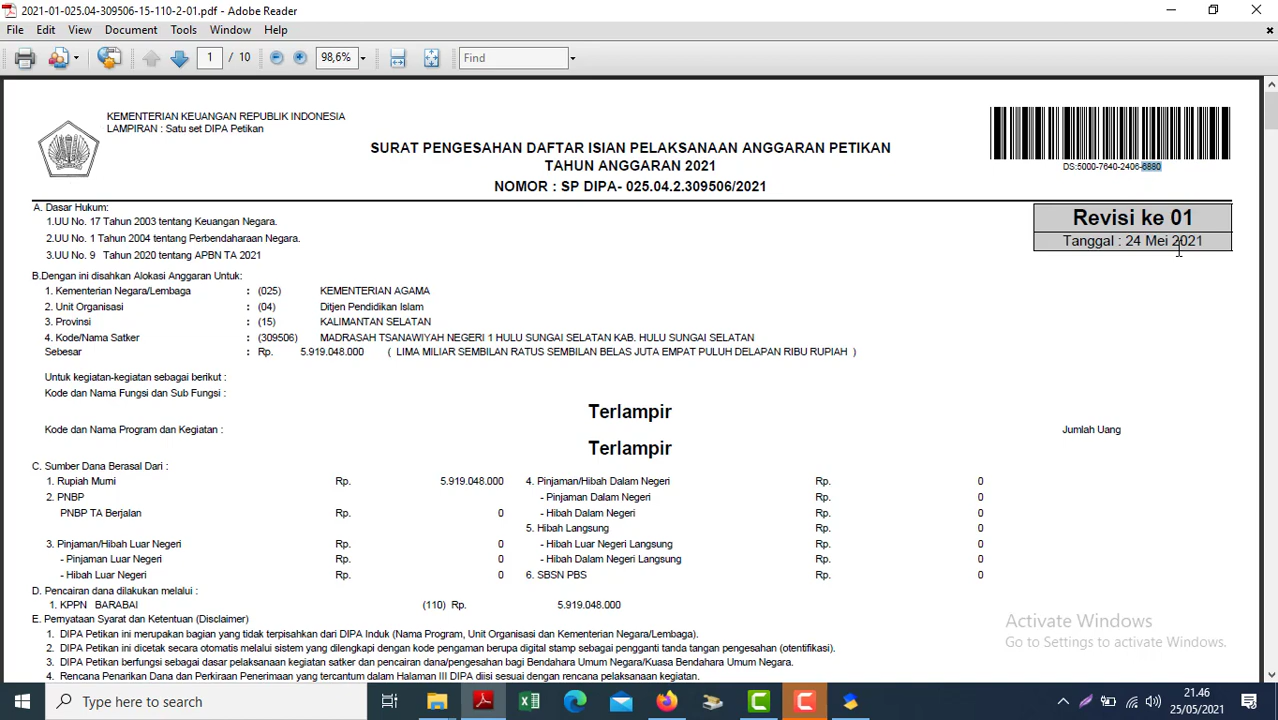 2021-01-025.04-309506-15-110-2-01.pdf - Adobe Reader
File Edit View Document Tools Window Help
1 / 10 98,6% Find
KEMENTERIAN KEUANGAN REPUBLIK INDONESIA
LAMPIRAN : Satu set DIPA Petikan
SURAT PENGESAHAN DAFTAR ISIAN PELAKSANAAN ANGGARAN PETIKAN
TAHUN ANGGARAN 2021
NOMOR : SP DIPA- 025.04.2.309506/2021
DS:5000-7640-2406-6880
Revisi ke 01
Tanggal : 24 Mei 2021
A. Dasar Hukum:
1.UU No. 17 Tahun 2003 tentang Keuangan Negara.
2.UU No. 1 Tahun 2004 tentang Perbendaharaan Negara.
3.UU No. 9 Tahun 2020 tentang APBN TA 2021
B.Dengan ini disahkan Alokasi Anggaran Untuk:
1. Kementerian Negara/Lembaga : (025) KEMENTERIAN AGAMA
2. Unit Organisasi : (04) Ditjen Pendidikan Islam
3. Provinsi : (15) KALIMANTAN SELATAN
4. Kode/Nama Satker : (309506) MADRASAH TSANAWIYAH NEGERI 1 HULU SUNGAI SELATAN KAB. HULU SUNGAI SELATAN
Sebesar : Rp. 5.919.048.000 ( LIMA MILIAR SEMBILAN RATUS SEMBILAN BELAS JUTA EMPAT PULUH DELAPAN RIBU RUPIAH )
Untuk kegiatan-kegiatan sebagai berikut :
Kode dan Nama Fungsi dan Sub Fungsi :
Terlampir
Kode dan Nama Program dan Kegiatan : Jumlah Uang
Terlampir
C. Sumber Dana Berasal Dari :
1. Rupiah Murni Rp. 5.919.048.000 4. Pinjaman/Hibah Dalam Negeri Rp. 0
2. PNBP - Pinjaman Dalam Negeri Rp. 0
PNBP TA Berjalan Rp. 0 - Hibah Dalam Negeri Rp. 0
5. Hibah Langsung Rp. 0
3. Pinjaman/Hibah Luar Negeri Rp. 0 - Hibah Luar Negeri Langsung Rp. 0
- Pinjaman Luar Negeri Rp. 0 - Hibah Dalam Negeri Langsung Rp. 0
- Hibah Luar Negeri Rp. 0 6. SBSN PBS Rp. 0
D. Pencairan dana dilakukan melalui :
1. KPPN BARABAI (110) Rp. 5.919.048.000
E. Pernyataan Syarat dan Ketentuan (Disclaimer)
1. DIPA Petikan ini merupakan bagian yang tidak terpisahkan dari DIPA Induk (Nama Program, Unit Organisasi dan Kementerian Negara/Lembaga).
2. DIPA Petikan ini dicetak secara otomatis melalui sistem yang dilengkapi dengan kode pengaman berupa digital stamp sebagai pengganti tanda tangan pengesahan (otentifikasi).
3. DIPA Petikan berfungsi sebagai dasar pelaksanaan kegiatan satker dan pencairan dana/pengesahan bagi Bendahara Umum Negara/Kuasa Bendahara Umum Negara.
4. Rencana Penarikan Dana dan Perkiraan Penerimaan yang tercantum dalam Halaman III DIPA diisi sesuai dengan rencana pelaksanaan kegiatan.
Activate Windows
Go to Settings to activate Windows.
Type here to search
21.46
25/05/2021